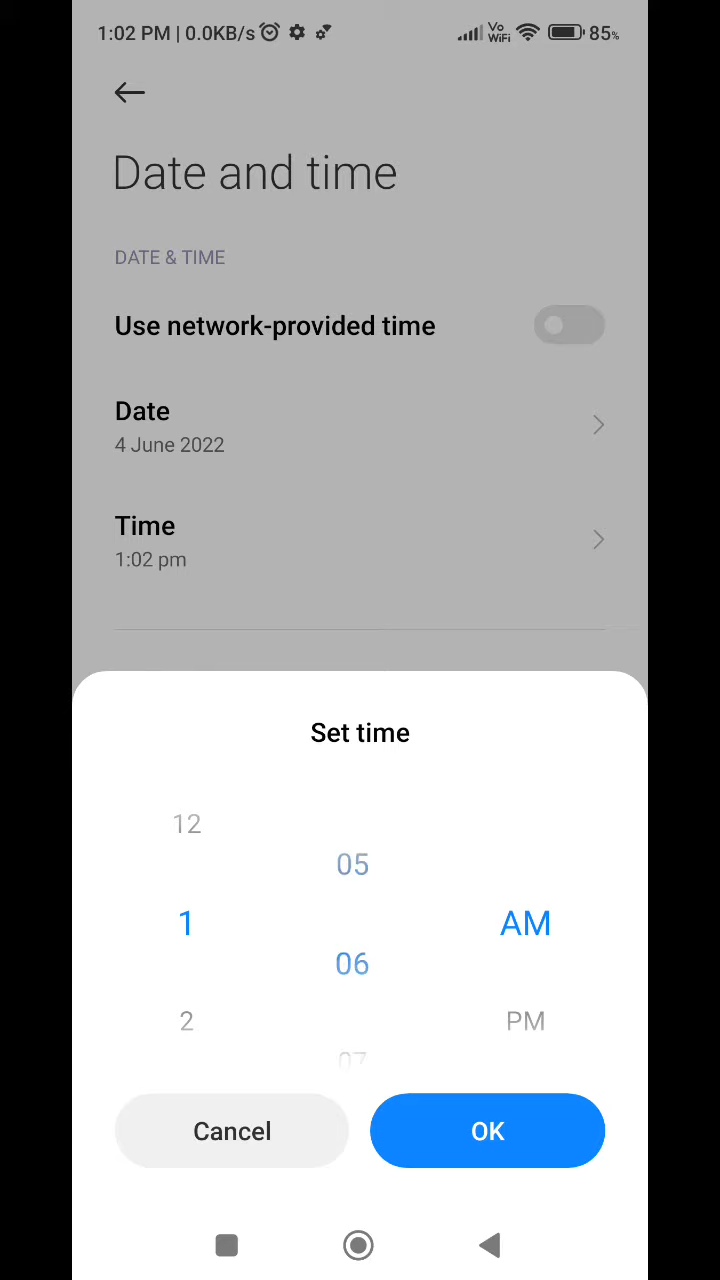 1:02 PM | 0.0KB/s Vo WiFi 85%
Date and time
DATE & TIME
Use network-provided time
Date
4 June 2022
Time
1:02 pm
Set time
12
05
1 AM
06
2 PM
07
Cancel OK